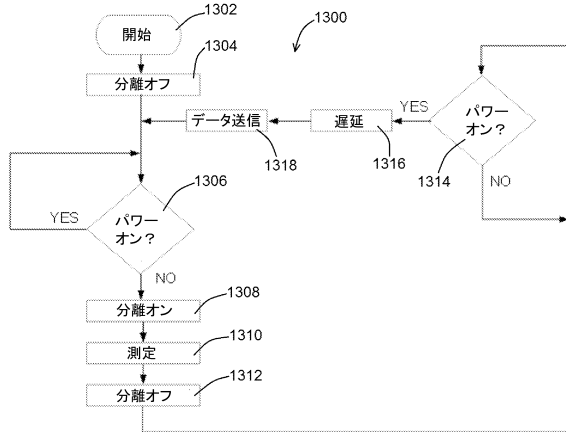 開始
1302
1300
分離オフ
1304
データ送信
1318
遅延
1316
YES
パワー
オン？
1314
NO
1306
パワー
オン？
YES
NO
分離オン
1308
測定
1310
分離オフ
1312